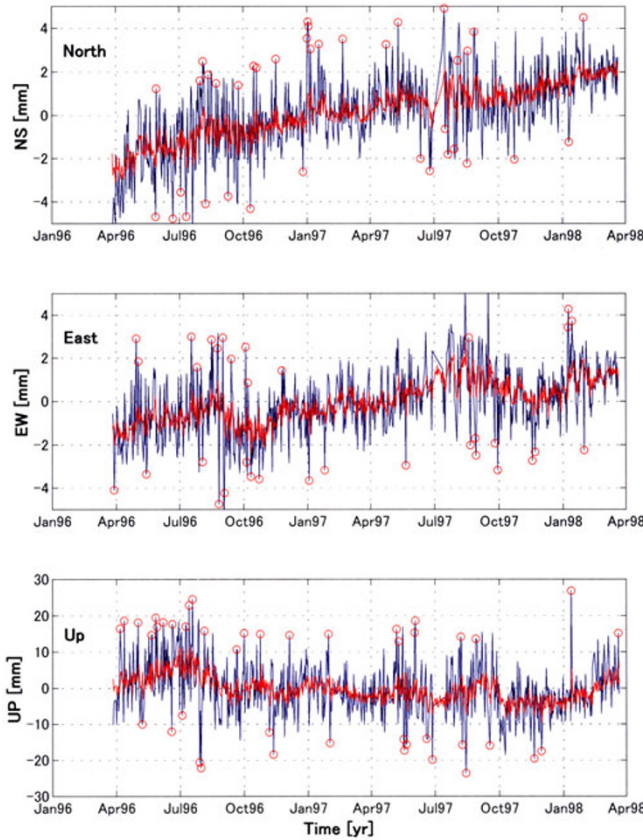 4
North
2
NS [mm]
0
-2
-4
Jan96 Apr96 Jul96 Oct96 Jan97 Apr97 Jul97 Oct97 Jan98 Apr98
4
East
2
EW [mm]
0
-2
-4
Jan96 Apr96 Jul96 Oct96 Jan97 Apr97 Jul97 Oct97 Jan98 Apr98
30
20
Up
10
UP [mm]
0
-10
-20
-30
Jan96 Apr96 Jul96 Oct96 Jan97 Apr97 Jul97 Oct97 Jan98 Apr98
Time [yr]